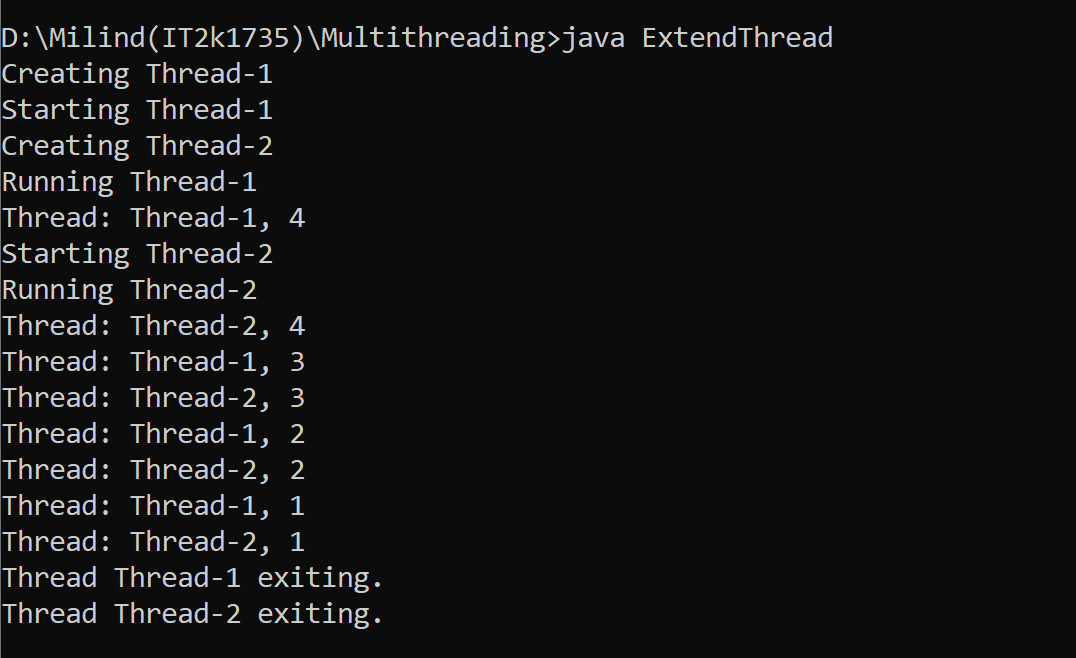 D:\Milind(IT2k1735)\Multithreading>java ExtendThread
Creating Thread-1
Starting Thread-1
Creating Thread-2
Running Thread-1
Thread: Thread-1, 4
Starting Thread-2
Running Thread-2
Thread: Thread-2, 4
Thread: Thread-1, 3
Thread: Thread-2, 3
Thread: Thread-1, 2
Thread: Thread-2, 2
Thread: Thread-1, 1
Thread: Thread-2, 1
Thread Thread-1 exiting.
Thread Thread-2 exiting.